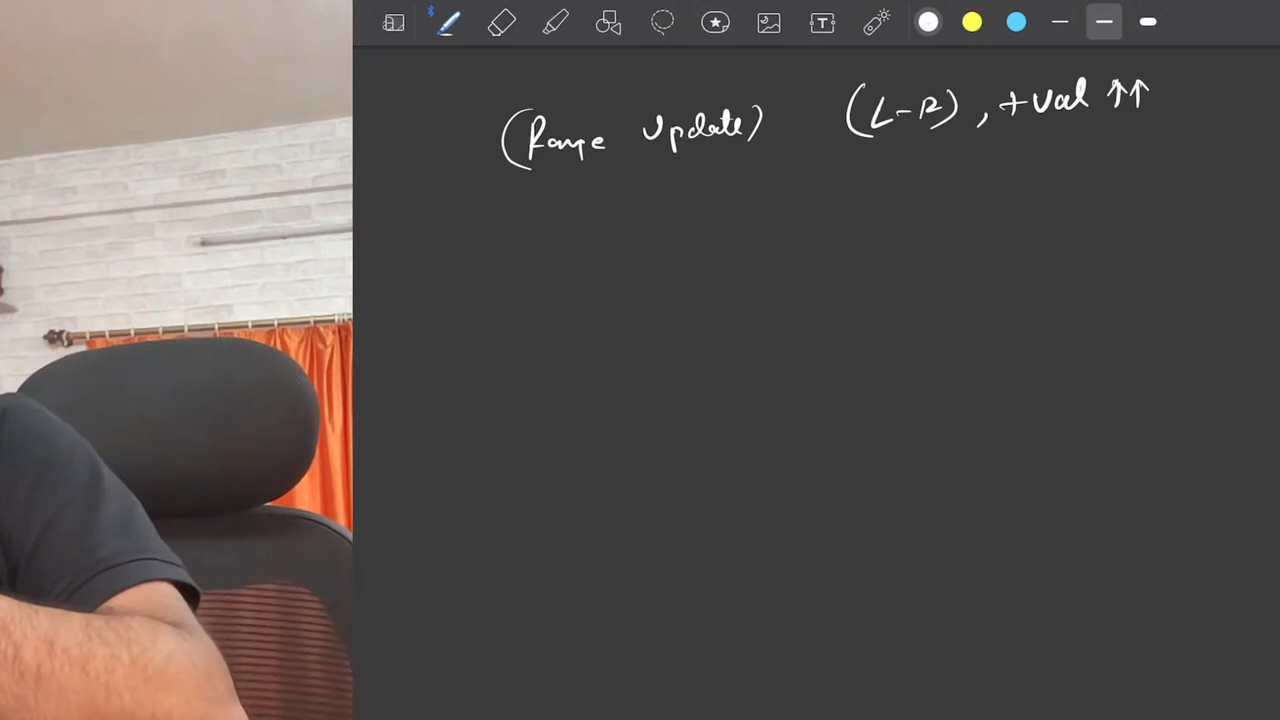 (Range Update) (L-R), +val ↑↑